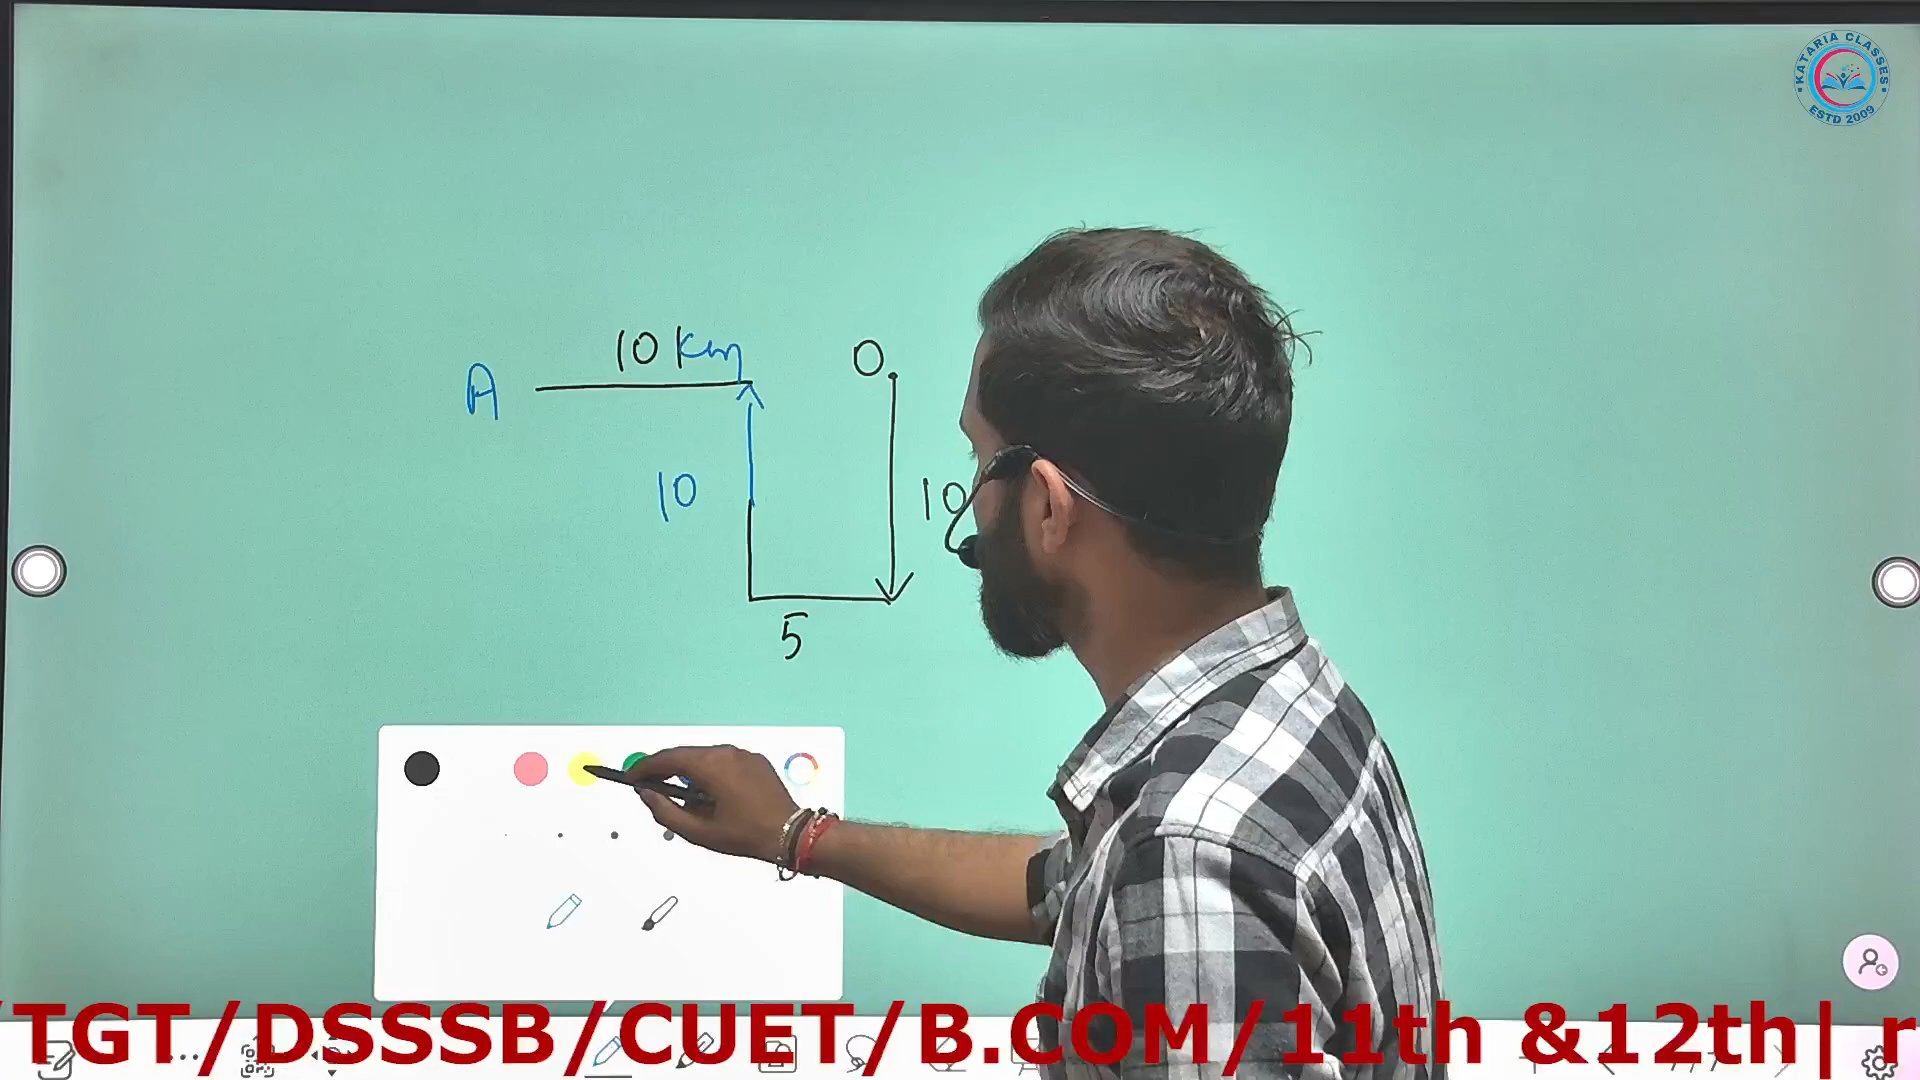 KATARIA CLASSES
ESTD 2009
10 Km
O
A
10
10
5
/TGT/DSSSB/CUET/B.COM/11th &12th| r